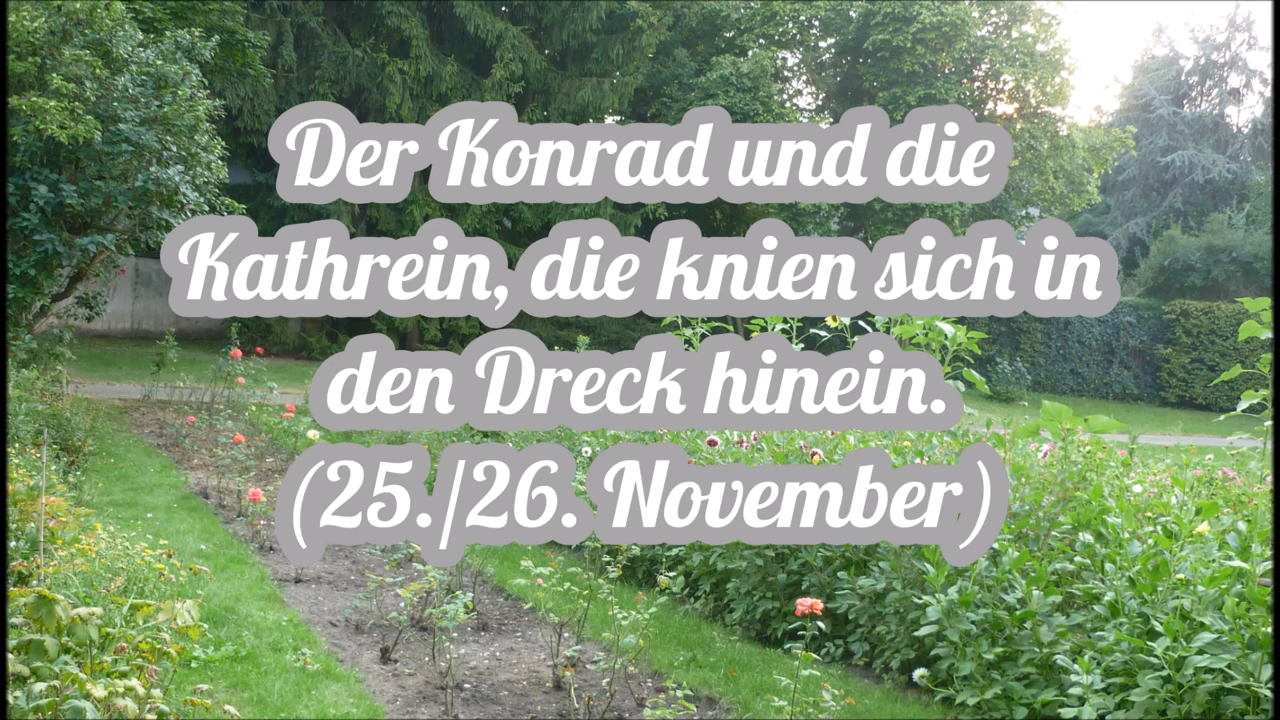 Der Konrad und die
Kathrein, die knien sich in
den Dreck hinein.
(25./26. November)